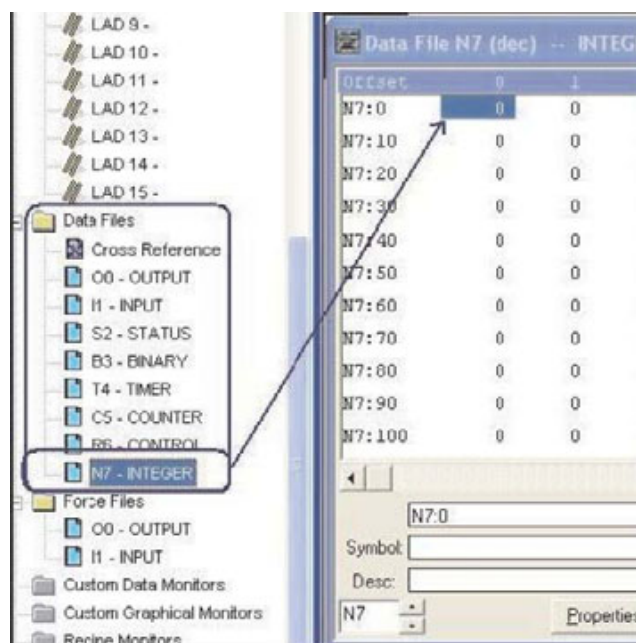 LAD 9 -
LAD 10 -
LAD 11 -
LAD 12 -
LAD 13 -
LAD 14 -
LAD 15 -
Data Files
Cross Reference
O0 - OUTPUT
I1 - INPUT
S2 - STATUS
B3 - BINARY
T4 - TIMER
C5 - COUNTER
R6 - CONTROL
N7 - INTEGER
Force Files
O0 - OUTPUT
I1 - INPUT
Custom Data Monitors
Custom Graphical Monitors
Recipe Monitors
Data File N7 (dec) -- INTEG
Offset 0 1
N7:0 0 0
N7:10 0 0
N7:20 0 0
N7:30 0 0
N7:40 0 0
N7:50 0 0
N7:60 0 0
N7:70 0 0
N7:80 0 0
N7:90 0 0
N7:100 0 0
N7:0
Symbol:
Desc:
N7 Properties